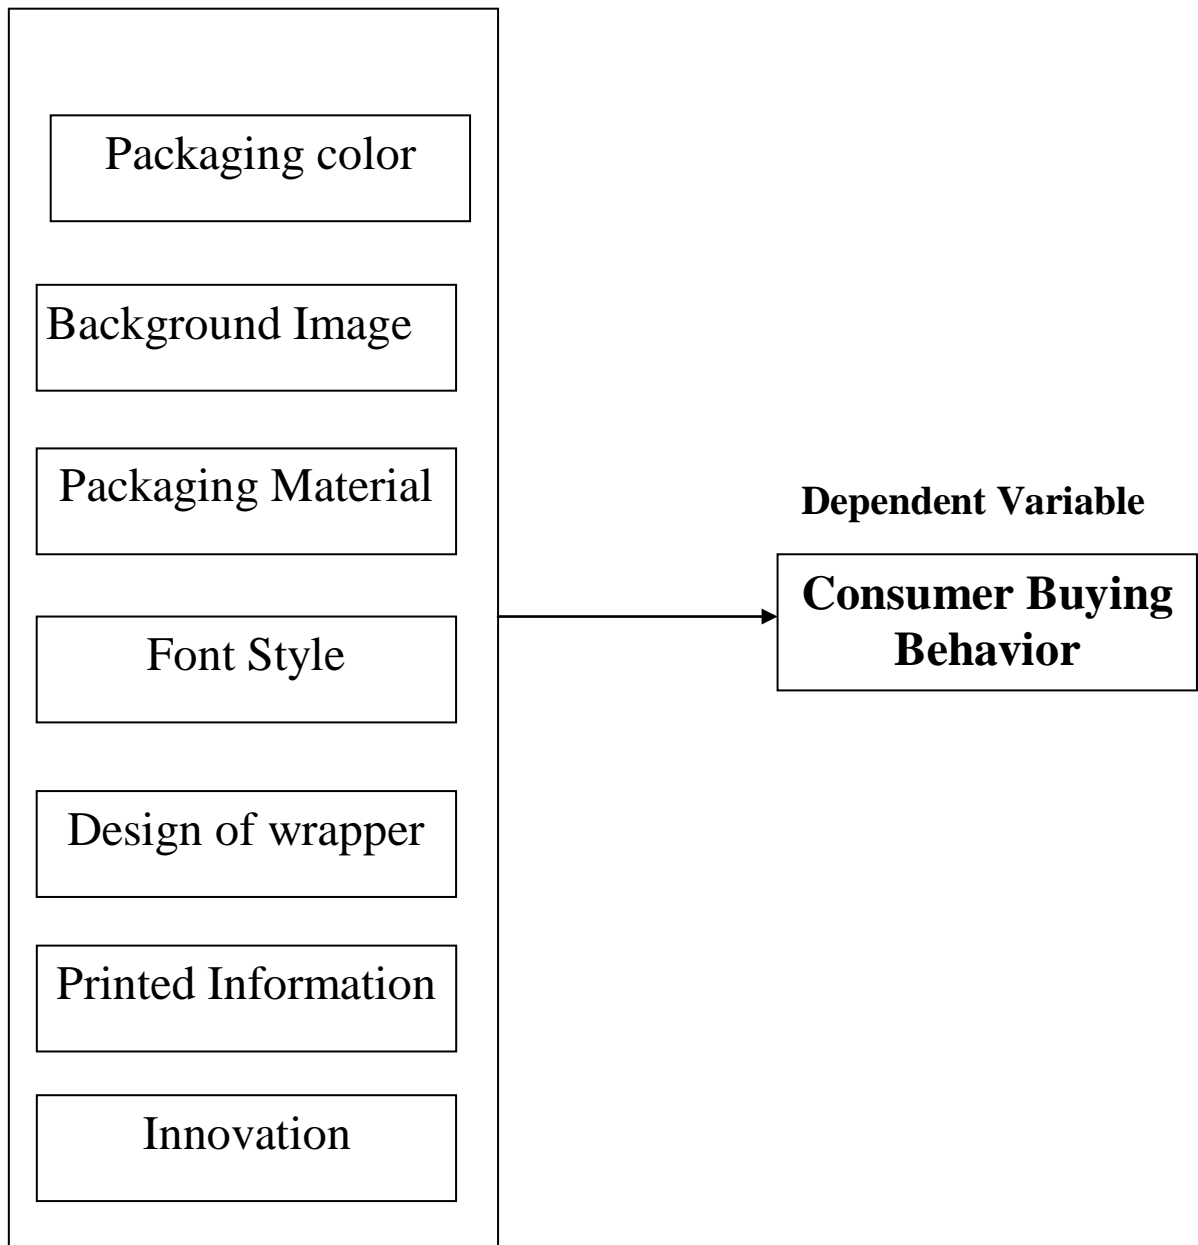 Packaging color
Background Image
Packaging Material
Font Style
Design of wrapper
Printed Information
Innovation
Dependent Variable
Consumer Buying
Behavior